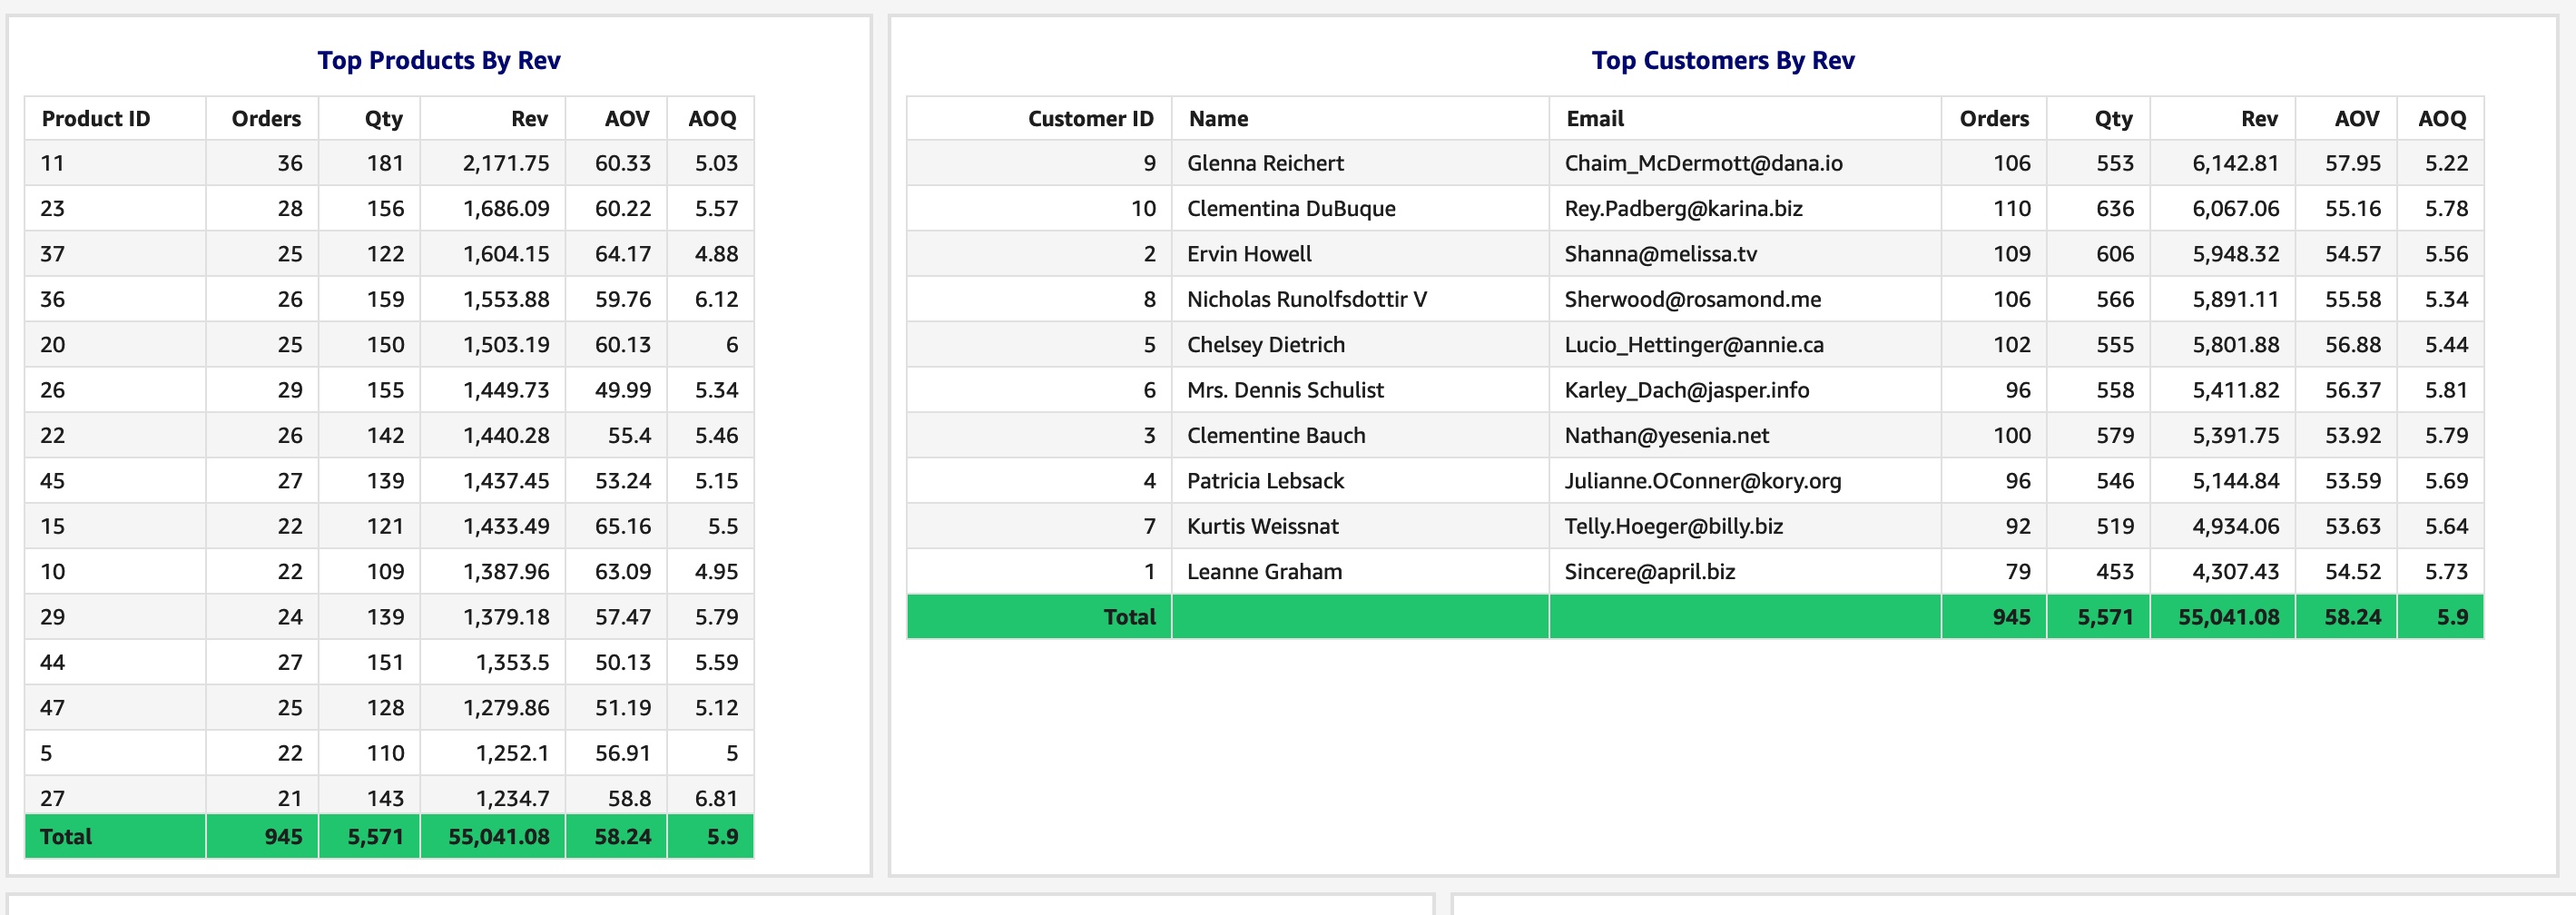 Top Products By Rev
Product ID Orders Qty Rev AOV AOQ
11 36 181 2,171.75 60.33 5.03
23 28 156 1,686.09 60.22 5.57
37 25 122 1,604.15 64.17 4.88
36 26 159 1,553.88 59.76 6.12
20 25 150 1,503.19 60.13 6
26 29 155 1,449.73 49.99 5.34
22 26 142 1,440.28 55.4 5.46
45 27 139 1,437.45 53.24 5.15
15 22 121 1,433.49 65.16 5.5
10 22 109 1,387.96 63.09 4.95
29 24 139 1,379.18 57.47 5.79
44 27 151 1,353.5 50.13 5.59
47 25 128 1,279.86 51.19 5.12
5 22 110 1,252.1 56.91 5
27 21 143 1,234.7 58.8 6.81
Total 945 5,571 55,041.08 58.24 5.9
Top Customers By Rev
Customer ID Name Email Orders Qty Rev AOV AOQ
9 Glenna Reichert Chaim_McDermott@dana.io 106 553 6,142.81 57.95 5.22
10 Clementina DuBuque Rey.Padberg@karina.biz 110 636 6,067.06 55.16 5.78
2 Ervin Howell Shanna@melissa.tv 109 606 5,948.32 54.57 5.56
8 Nicholas Runolfsdottir V Sherwood@rosamond.me 106 566 5,891.11 55.58 5.34
5 Chelsey Dietrich Lucio_Hettinger@annie.ca 102 555 5,801.88 56.88 5.44
6 Mrs. Dennis Schulist Karley_Dach@jasper.info 96 558 5,411.82 56.37 5.81
3 Clementine Bauch Nathan@yesenia.net 100 579 5,391.75 53.92 5.79
4 Patricia Lebsack Julianne.OConner@kory.org 96 546 5,144.84 53.59 5.69
7 Kurtis Weissnat Telly.Hoeger@billy.biz 92 519 4,934.06 53.63 5.64
1 Leanne Graham Sincere@april.biz 79 453 4,307.43 54.52 5.73
Total 945 5,571 55,041.08 58.24 5.9